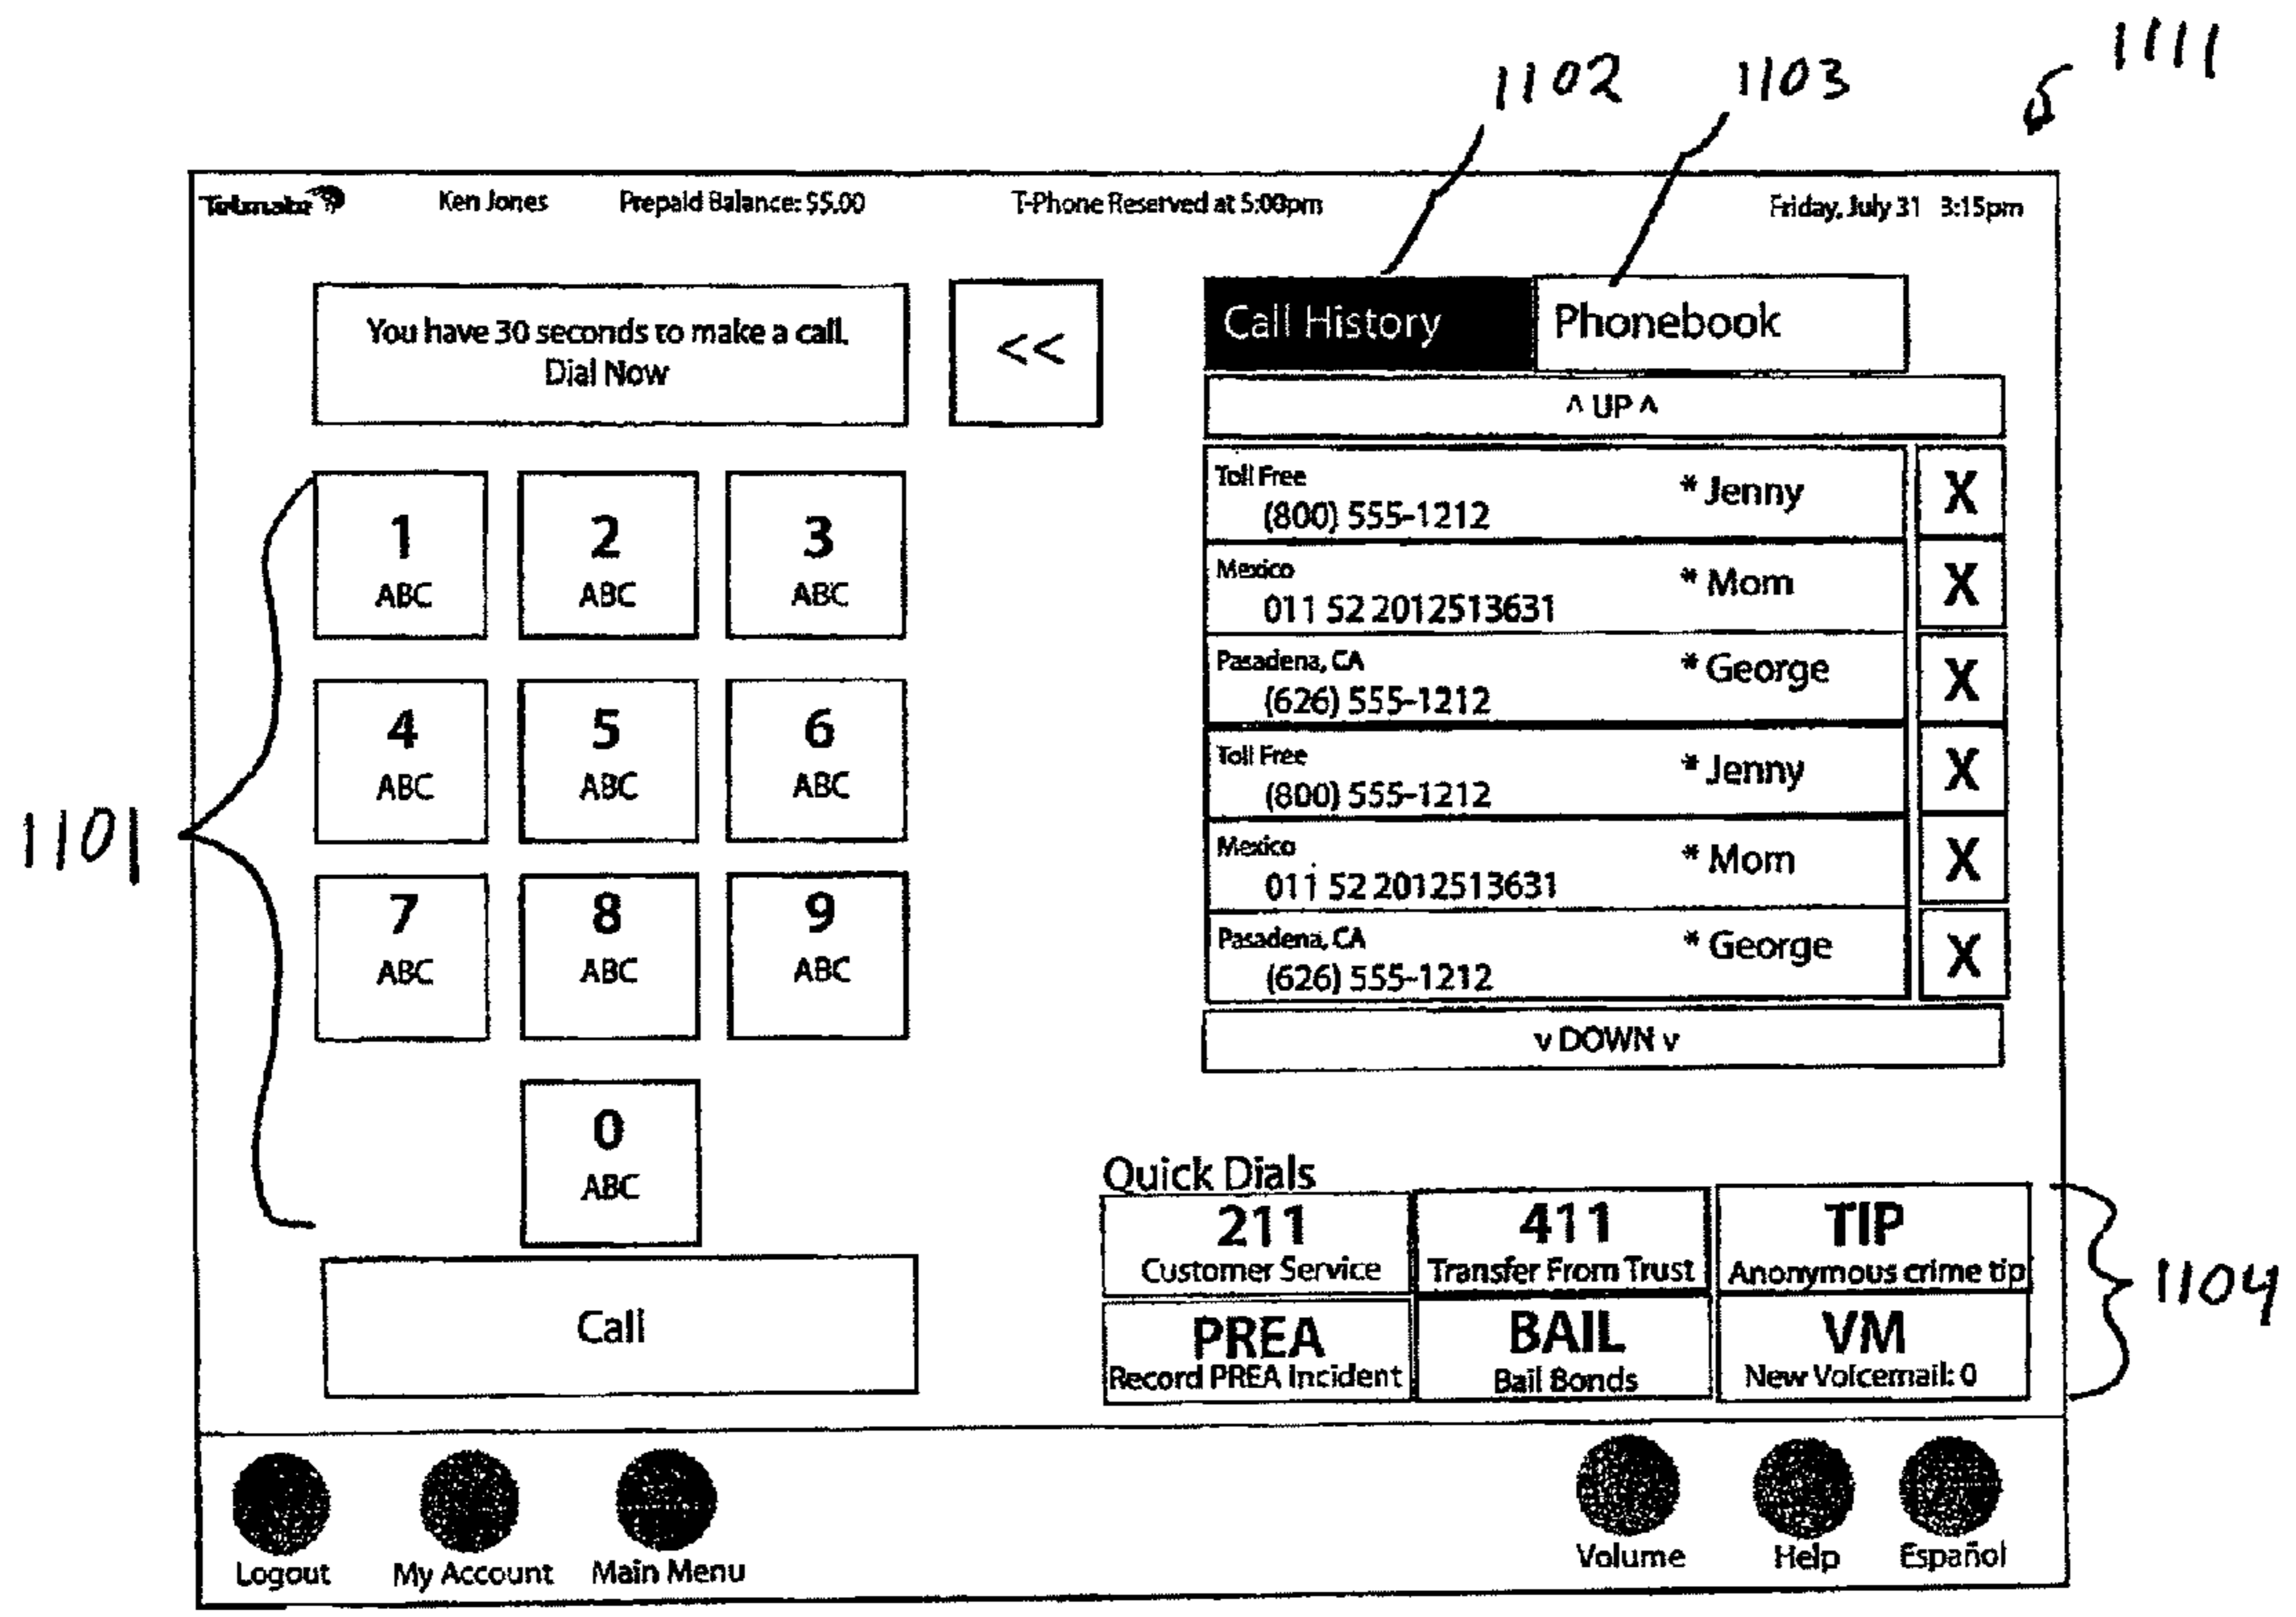 1102 1103 1111
Telmate Ken Jones Prepaid Balance: $5.00 T-Phone Reserved at 5:00pm Friday, July 31 3:15pm
You have 30 seconds to make a call.
Dial Now
<<
Call History Phonebook
^ UP ^
Toll Free
(800) 555-1212 * Jenny X
Mexico
011 52 2012513631 * Mom X
Pasadena, CA
(626) 555-1212 * George X
Toll Free
(800) 555-1212 * Jenny X
Mexico
011 52 2012513631 * Mom X
Pasadena, CA
(626) 555-1212 * George X
v DOWN v
1101
1 2 3
ABC ABC ABC
4 5 6
ABC ABC ABC
7 8 9
ABC ABC ABC
0
ABC
Call
Quick Dials
211 411 TIP
Customer Service Transfer From Trust Anonymous crime tip
PREA BAIL VM
Record PREA Incident Bail Bonds New Voicemail: 0
1104
Logout My Account Main Menu Volume Help Español